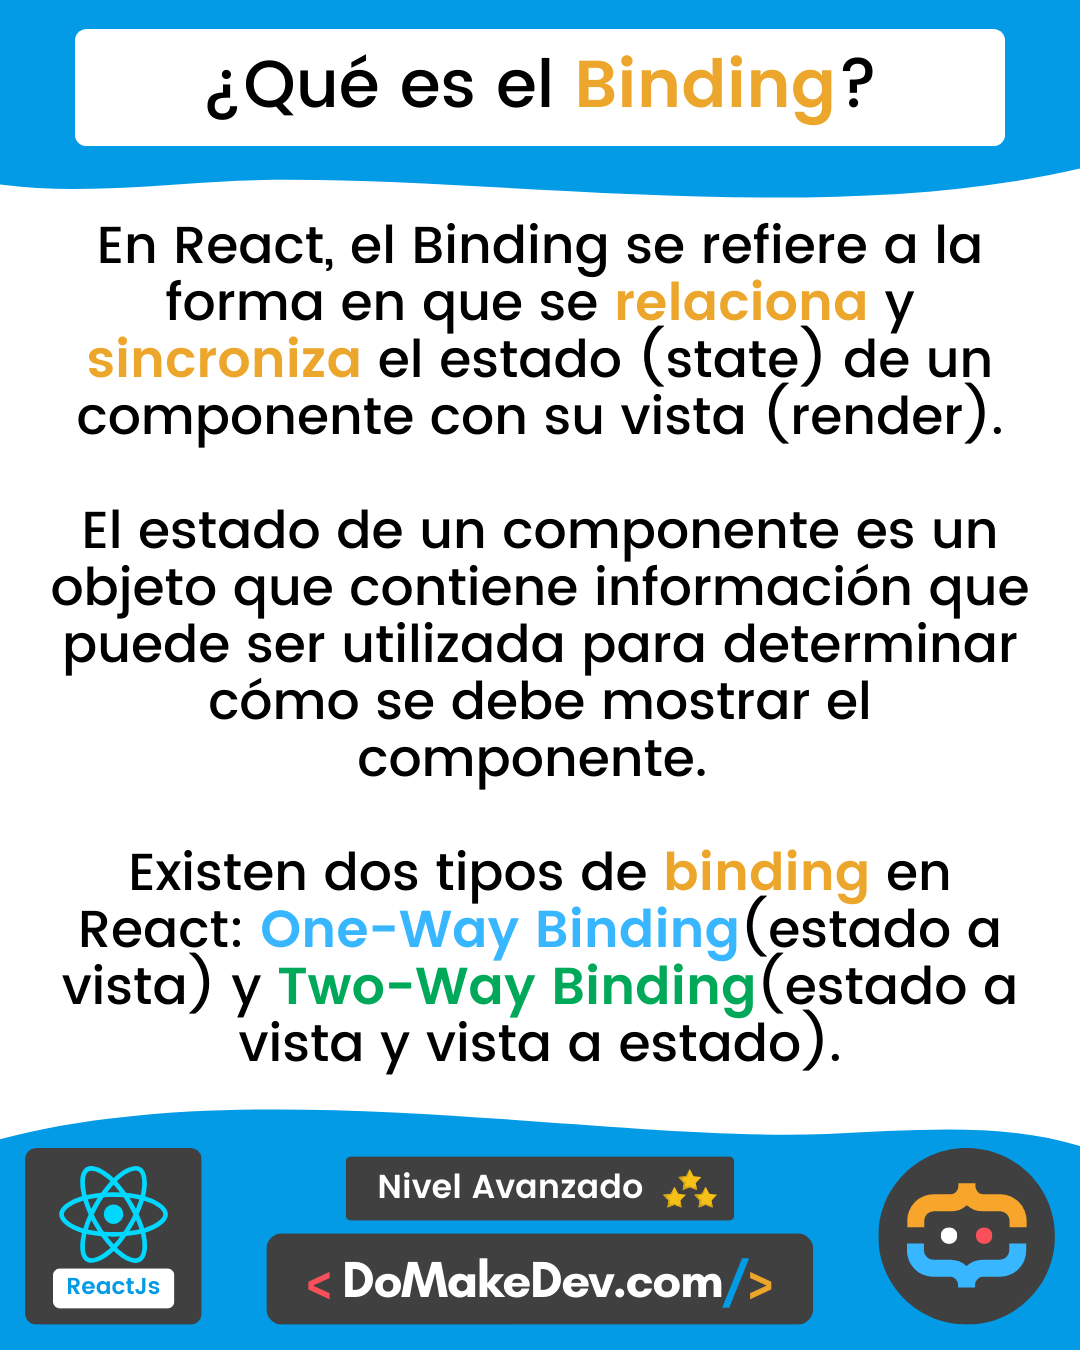 ¿Qué es el Binding?
En React, el Binding se refiere a la
forma en que se relaciona y
sincroniza el estado (state) de un
componente con su vista (render).
El estado de un componente es un
objeto que contiene información que
puede ser utilizada para determinar
cómo se debe mostrar el
componente.
Existen dos tipos de binding en
React: One-Way Binding(estado a
vista) y Two-Way Binding(estado a
vista y vista a estado).
Nivel Avanzado
< DoMakeDev.com/>
ReactJs